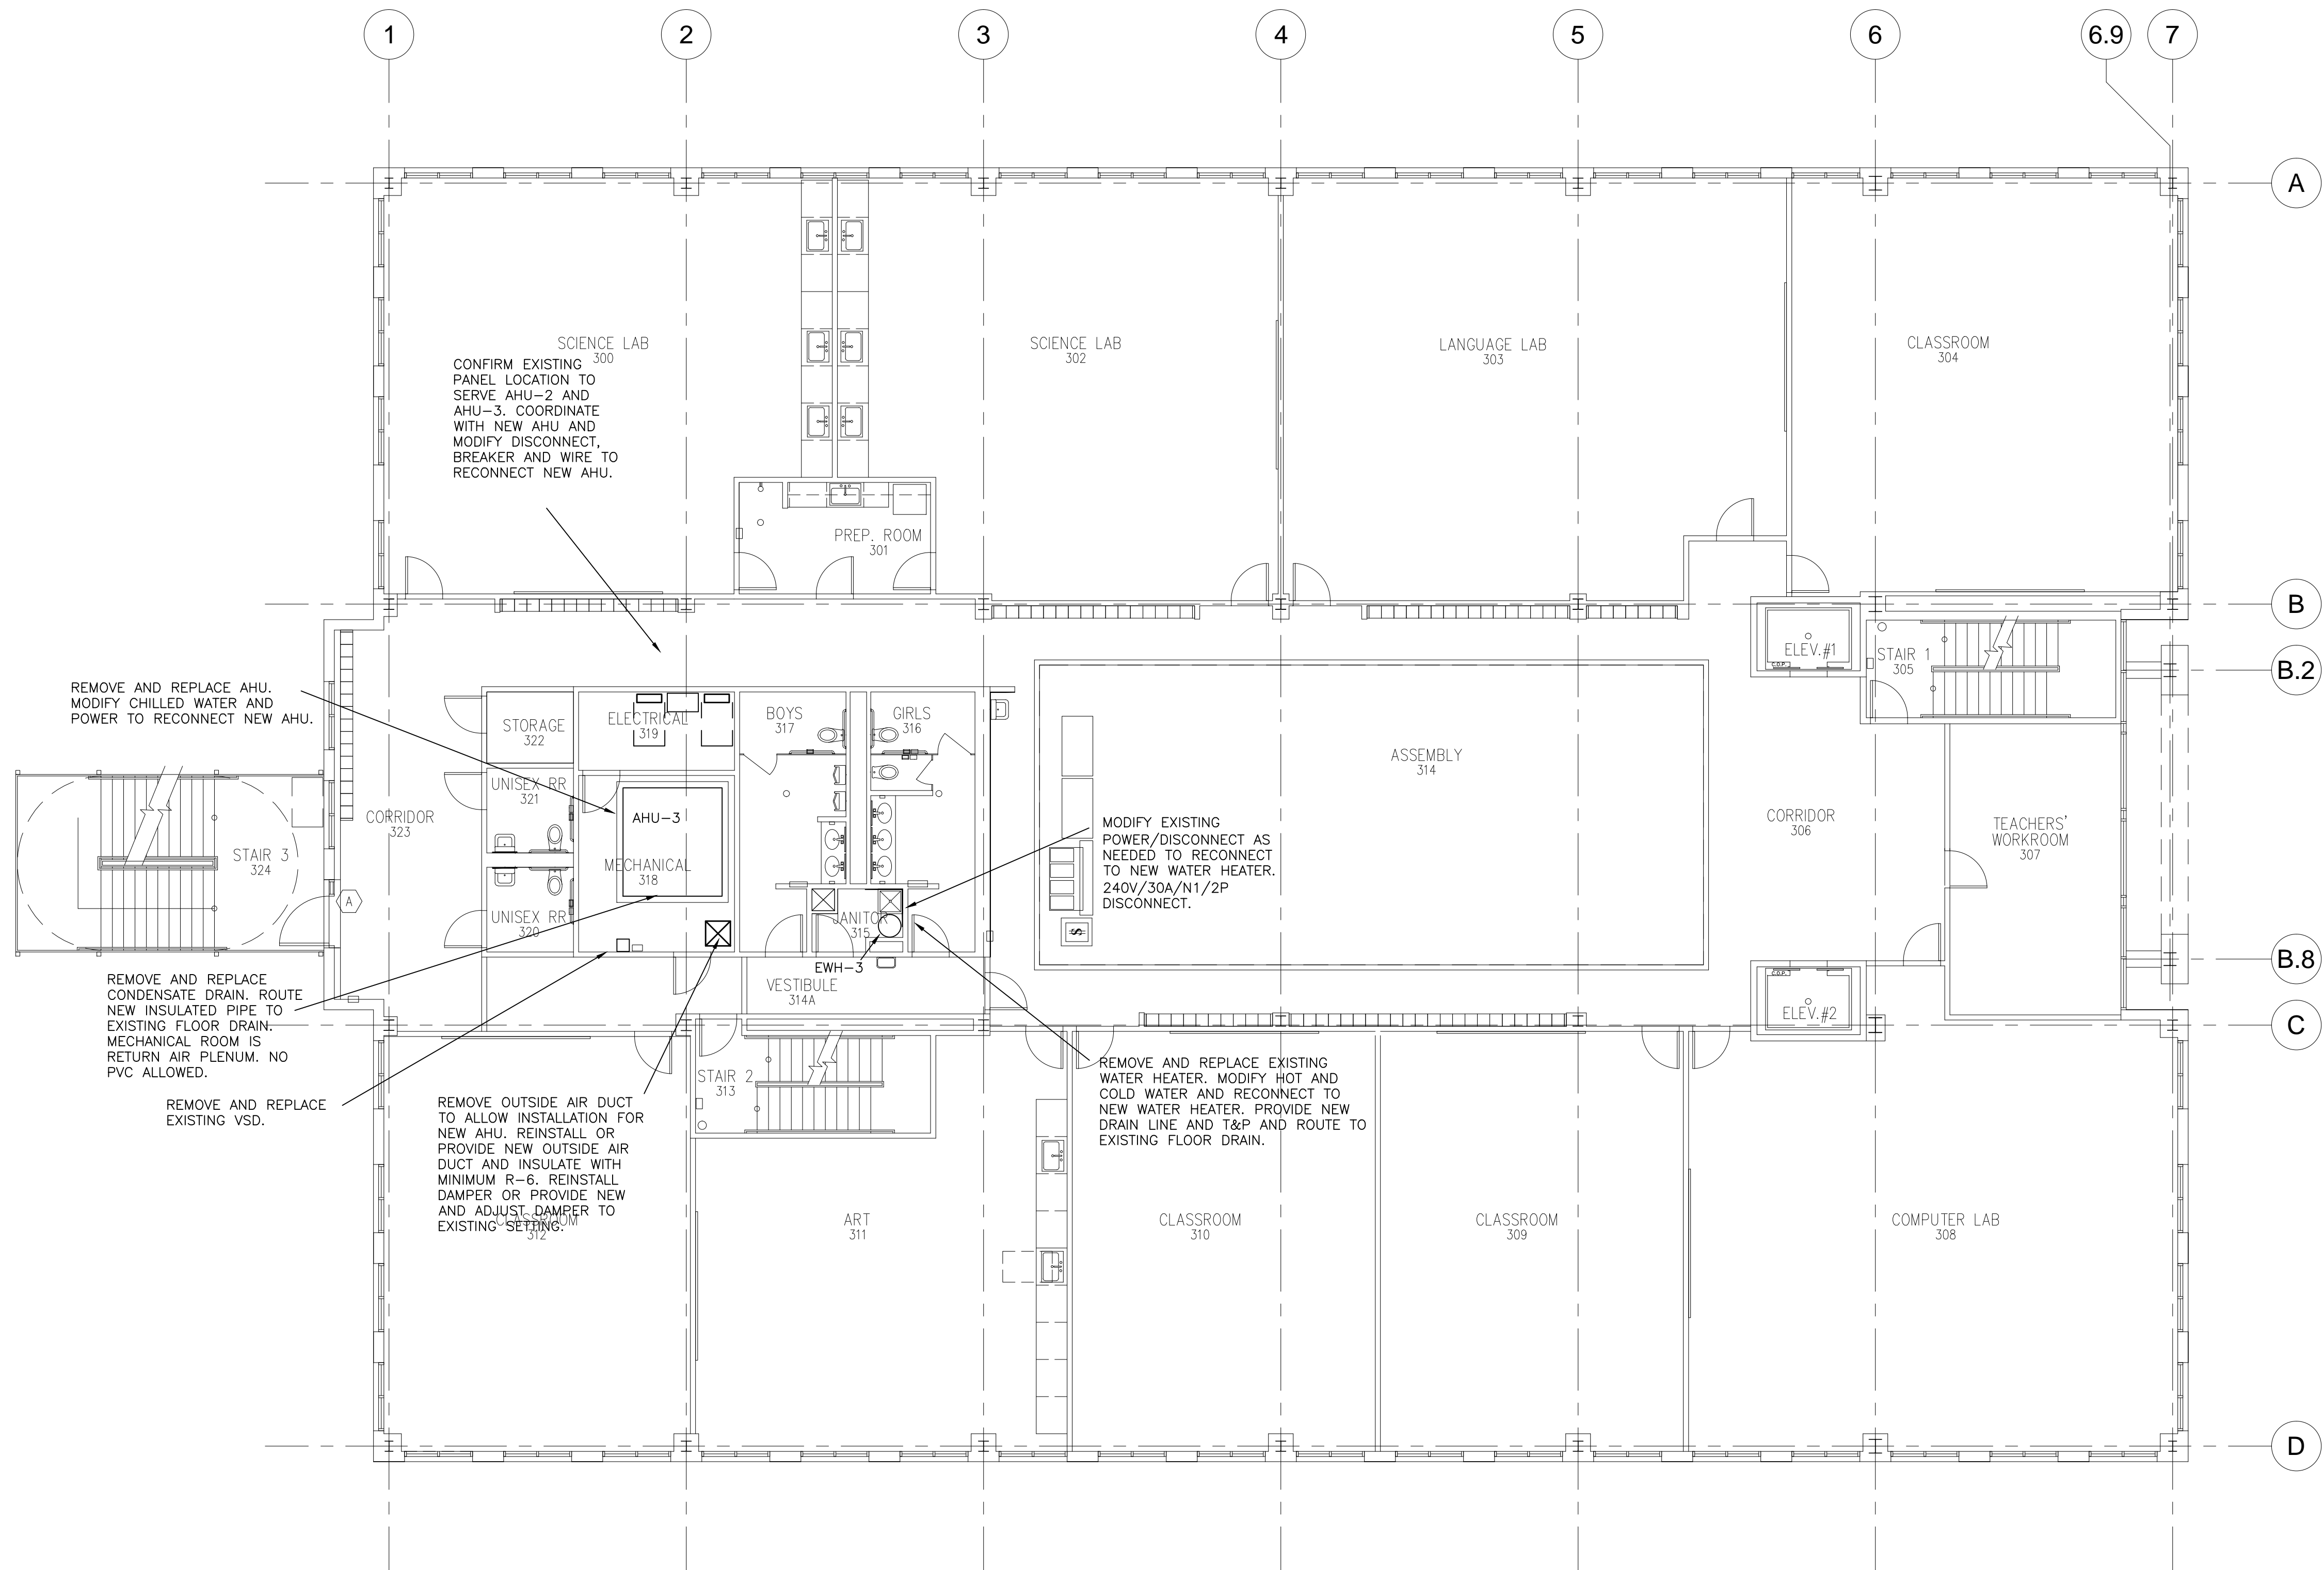 1
2
3
4
5
6
6.9
7
A
B
B.2
B.8
C
D
SCIENCE LAB
300
CONFIRM EXISTING
PANEL LOCATION TO
SERVE AHU-2 AND
AHU-3. COORDINATE
WITH NEW AHU AND
MODIFY DISCONNECT,
BREAKER AND WIRE TO
RECONNECT NEW AHU.
SCIENCE LAB
302
LANGUAGE LAB
303
CLASSROOM
304
PREP. ROOM
301
ELEV.#1
C.O.P.
STAIR 1
305
REMOVE AND REPLACE AHU.
MODIFY CHILLED WATER AND
POWER TO RECONNECT NEW AHU.
STORAGE
322
ELECTRICAL
319
BOYS
317
GIRLS
316
ASSEMBLY
314
UNISEX RR
321
AHU-3
CORRIDOR
323
STAIR 3
324
MECHANICAL
318
MODIFY EXISTING
POWER/DISCONNECT AS
NEEDED TO RECONNECT
TO NEW WATER HEATER.
240V/30A/N1/2P
DISCONNECT.
CORRIDOR
306
TEACHERS'
WORKROOM
307
A
UNISEX RR
320
JANITOR
315
$
EWH-3
VESTIBULE
314A
C.O.P.
ELEV.#2
REMOVE AND REPLACE
CONDENSATE DRAIN. ROUTE
NEW INSULATED PIPE TO
EXISTING FLOOR DRAIN.
MECHANICAL ROOM IS
RETURN AIR PLENUM. NO
PVC ALLOWED.
REMOVE AND REPLACE
EXISTING VSD.
STAIR 2
313
REMOVE OUTSIDE AIR DUCT
TO ALLOW INSTALLATION FOR
NEW AHU. REINSTALL OR
PROVIDE NEW OUTSIDE AIR
DUCT AND INSULATE WITH
MINIMUM R-6. REINSTALL
DAMPER OR PROVIDE NEW
AND ADJUST DAMPER TO
EXISTING SETTING.
CLASSROOM
312
REMOVE AND REPLACE EXISTING
WATER HEATER. MODIFY HOT AND
COLD WATER AND RECONNECT TO
NEW WATER HEATER. PROVIDE NEW
DRAIN LINE AND T&P AND ROUTE TO
EXISTING FLOOR DRAIN.
ART
311
CLASSROOM
310
CLASSROOM
309
COMPUTER LAB
308